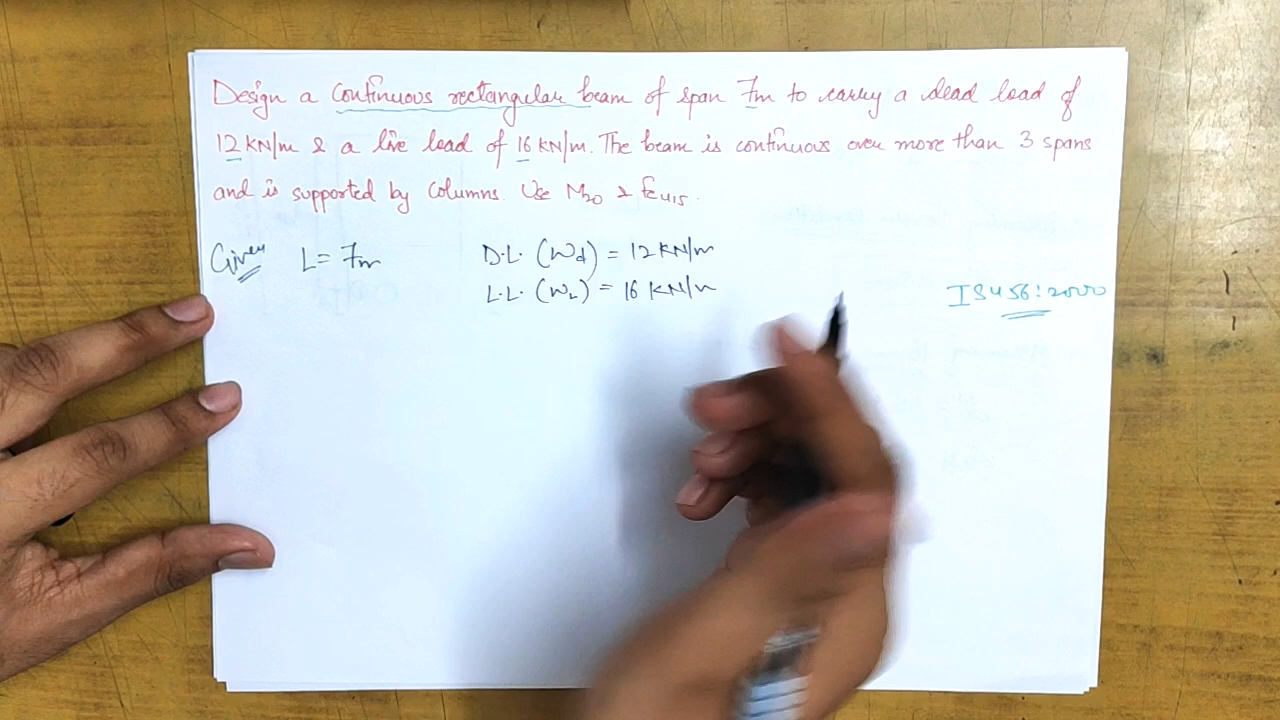 Design a continuous rectangular beam of span 7m to carry a dead load of
12 KN/m & a live load of 16 KN/m. The beam is continuous over more than 3 spans
and is supported by columns. Use M20 & Fe415.
Given L = 7m D.L. (Wd) = 12 KN/m
L.L. (WL) = 16 KN/m
IS456:2000